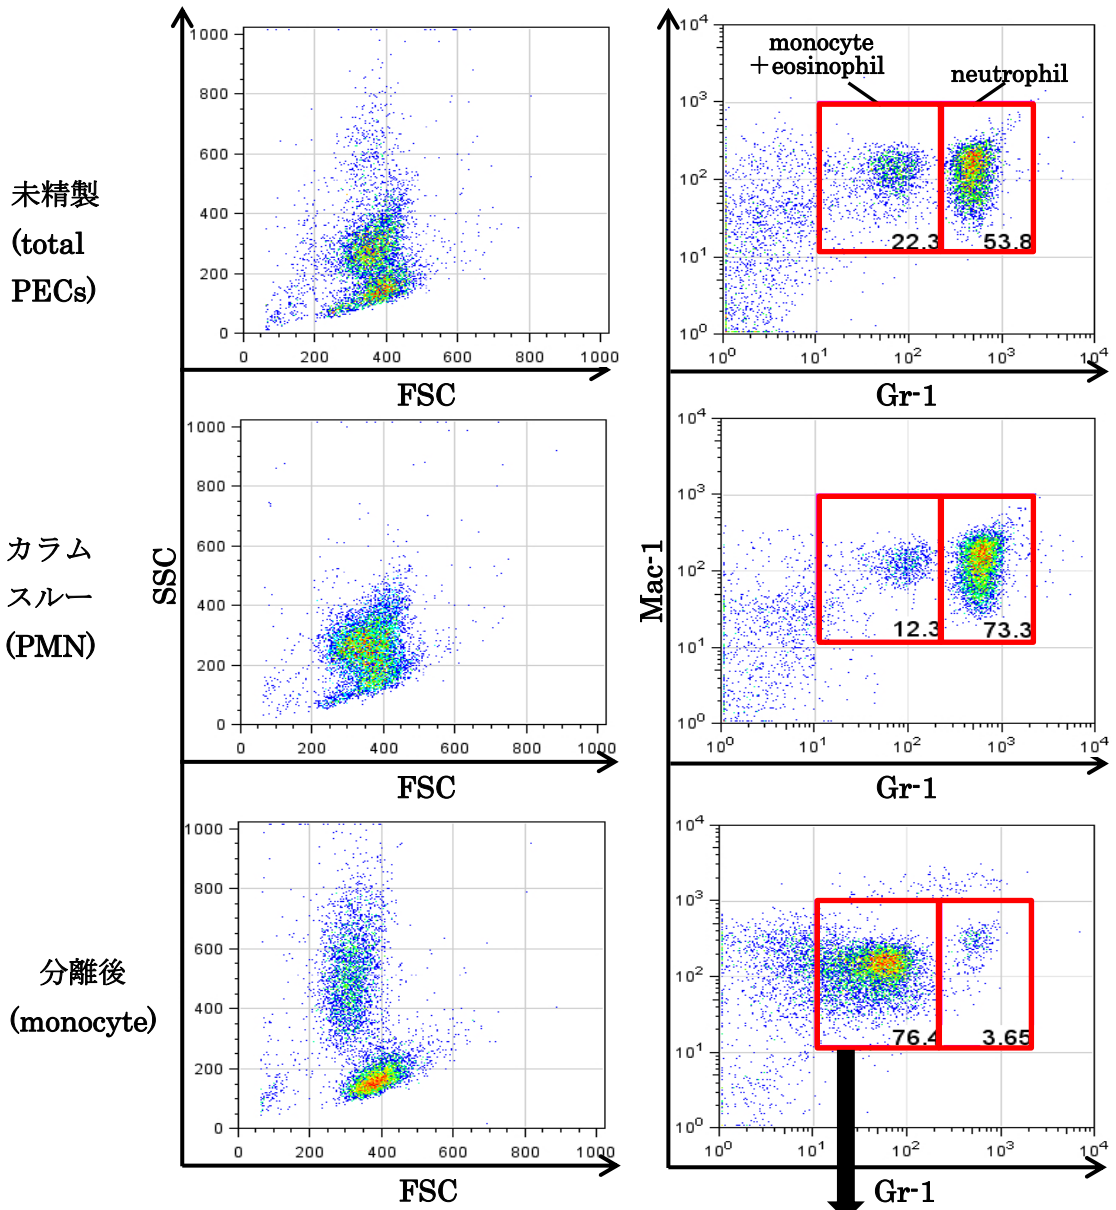 未精製
(total
PECs)
1000
800
600
400
200
0
0 200 400 600 800 1000
FSC
10⁴
10³
10²
10¹
10⁰
10⁰ 10¹ 10² 10³ 10⁴
monocyte
+eosinophil
neutrophil
22.3 53.8
Gr-1
カラム
スルー
(PMN)
SSC
1000
800
600
400
200
0
0 200 400 600 800 1000
FSC
Mac-1
10⁴
10³
10²
10¹
10⁰
10⁰ 10¹ 10² 10³ 10⁴
12.3 73.3
Gr-1
分離後
(monocyte)
1000
800
600
400
200
0
0 200 400 600 800 1000
FSC
10⁴
10³
10²
10¹
10⁰
10⁰ 10¹ 10² 10³ 10⁴
76.4 3.65
Gr-1